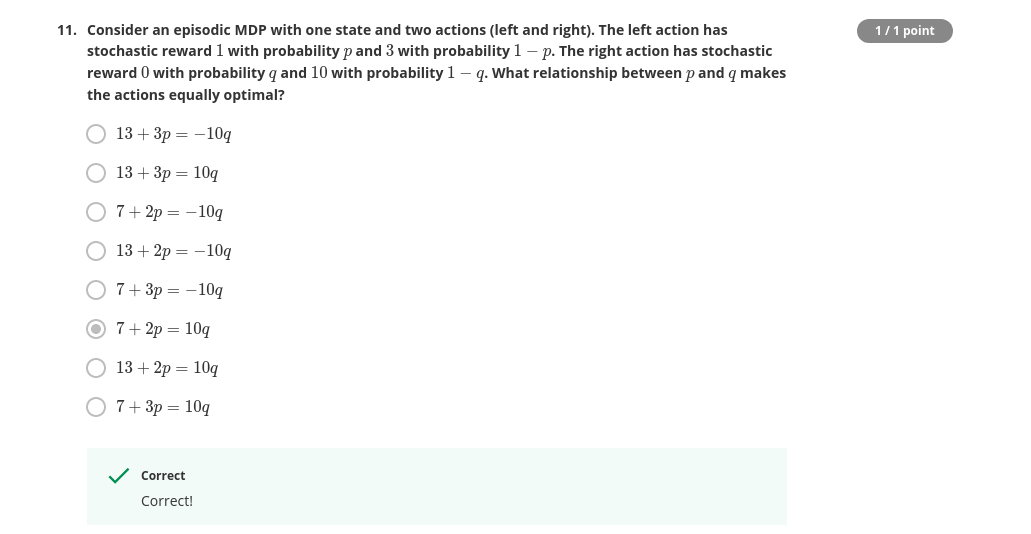 11. Consider an episodic MDP with one state and two actions (left and right). The left action has
1 / 1 point
stochastic reward 1 with probability p and 3 with probability 1 − p. The right action has stochastic
reward 0 with probability q and 10 with probability 1 − q. What relationship between p and q makes
the actions equally optimal?
13 + 3p = −10q
13 + 3p = 10q
7 + 2p = −10q
13 + 2p = −10q
7 + 3p = −10q
7 + 2p = 10q
13 + 2p = 10q
7 + 3p = 10q
Correct
Correct!